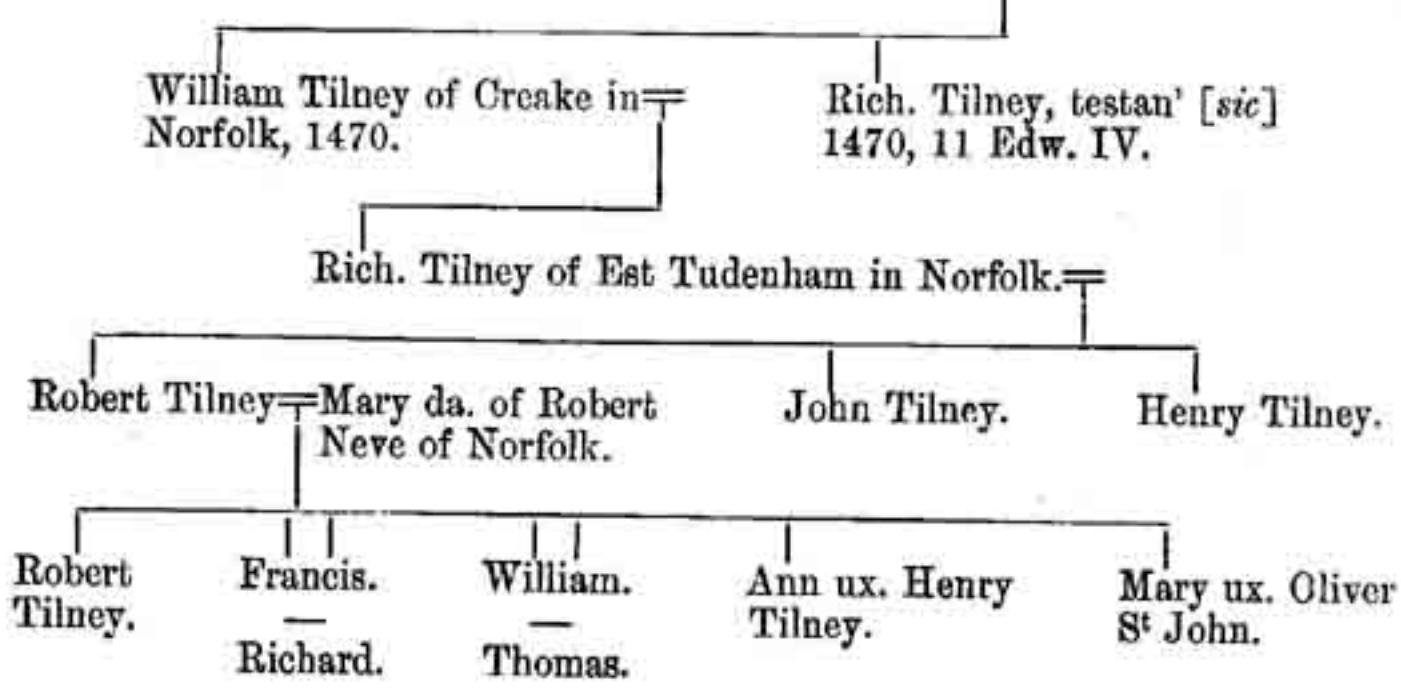 William Tilney of Creake in
Norfolk, 1470.
Rich. Tilney, testan' [sic]
1470, 11 Edw. IV.
Rich. Tilney of Est Tudenham in Norfolk.
Robert Tilney
Mary da. of Robert
Neve of Norfolk.
John Tilney.
Henry Tilney.
Robert
Tilney.
Francis.
—
Richard.
William.
—
Thomas.
Ann ux. Henry
Tilney.
Mary ux. Oliver
St John.